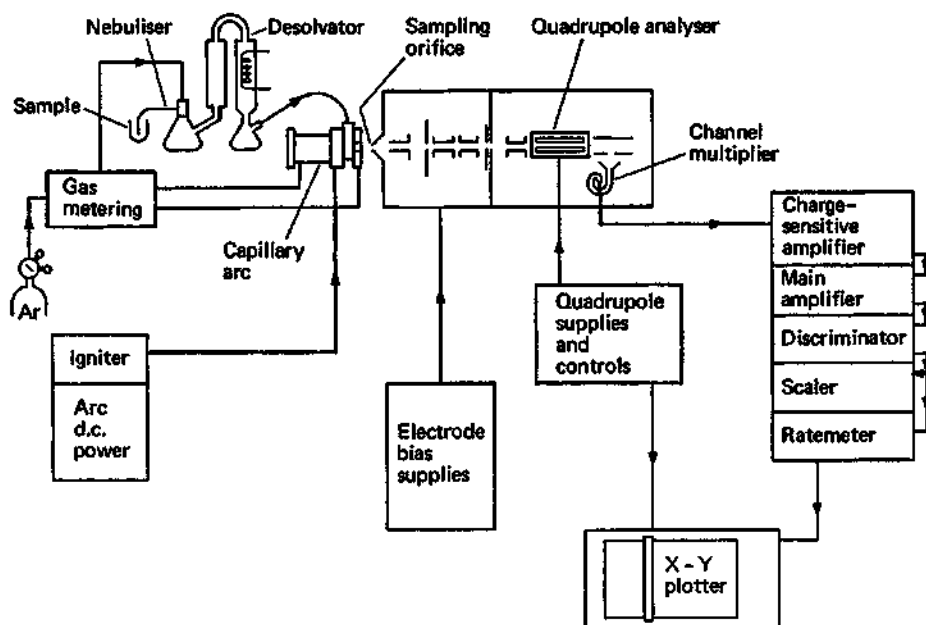 Nebuliser
Desolvator
Sampling
orifice
Quadrupole analyser
Sample
Channel
multiplier
Gas
metering
Capillary
arc
Ar
Charge-
sensitive
amplifier
Main
amplifier
Discriminator
Scaler
Ratemeter
Quadrupole
supplies
and
controls
Igniter
Arc
d.c.
power
Electrode
bias
supplies
X - Y
plotter